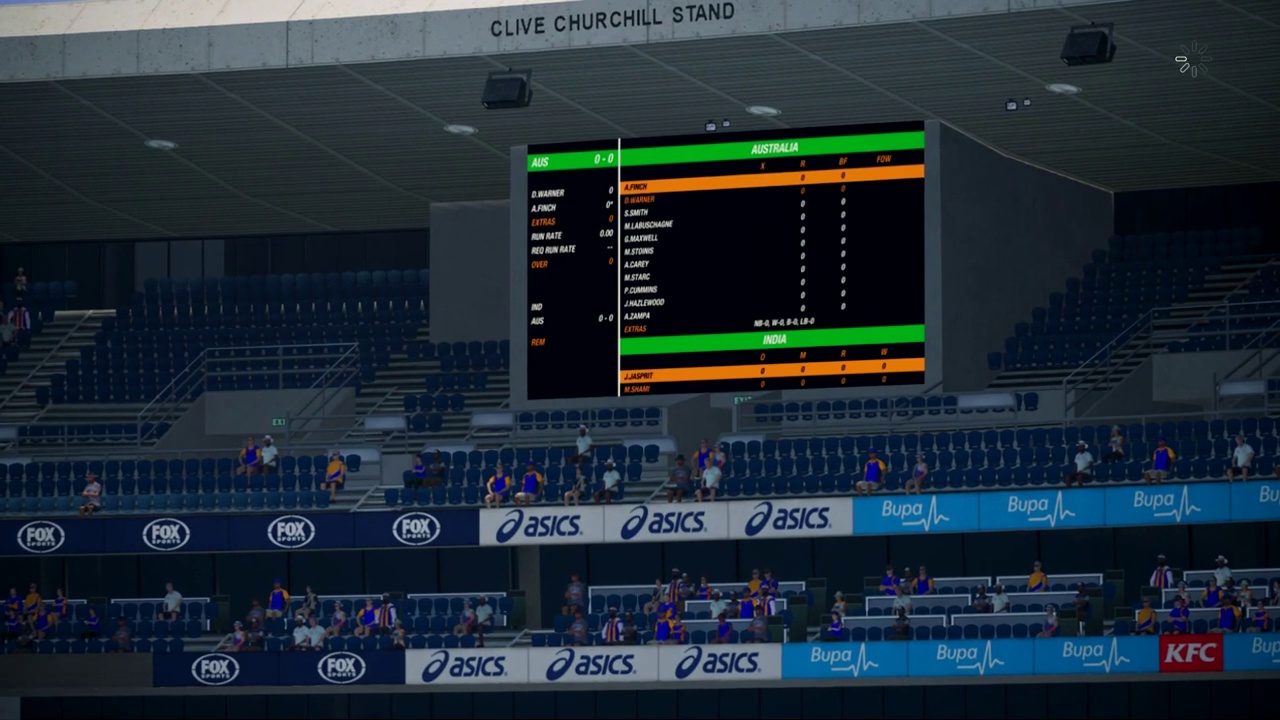 CLIVE CHURCHILL STAND
AUS 0 - 0
D.WARNER 0
A.FINCH 0*
EXTRAS 0
RUN RATE 0.00
REQ RUN RATE --
OVER 0
IND
AUS 0 - 0
REM
AUSTRALIA
X R BF FOW
A.FINCH 0 0
D.WARNER 0 0
S.SMITH 0 0
M.LABUSCHAGNE 0 0
G.MAXWELL 0 0
M.STOINIS 0 0
A.CAREY 0 0
M.STARC 0 0
P.CUMMINS 0 0
J.HAZLEWOOD 0 0
A.ZAMPA 0 0
EXTRAS NB-0, W-0, B-0, LB-0
INDIA
O M R W
J.JASPRIT 0 0 0 0
M.SHAMI 0 0 0 0
EXIT
FOX SPORTS FOX SPORTS FOX SPORTS FOX SPORTS asics asics asics Bupa Bupa Bupa Bu
FOX SPORTS FOX SPORTS asics asics asics Bupa Bupa Bupa KFC Bupa